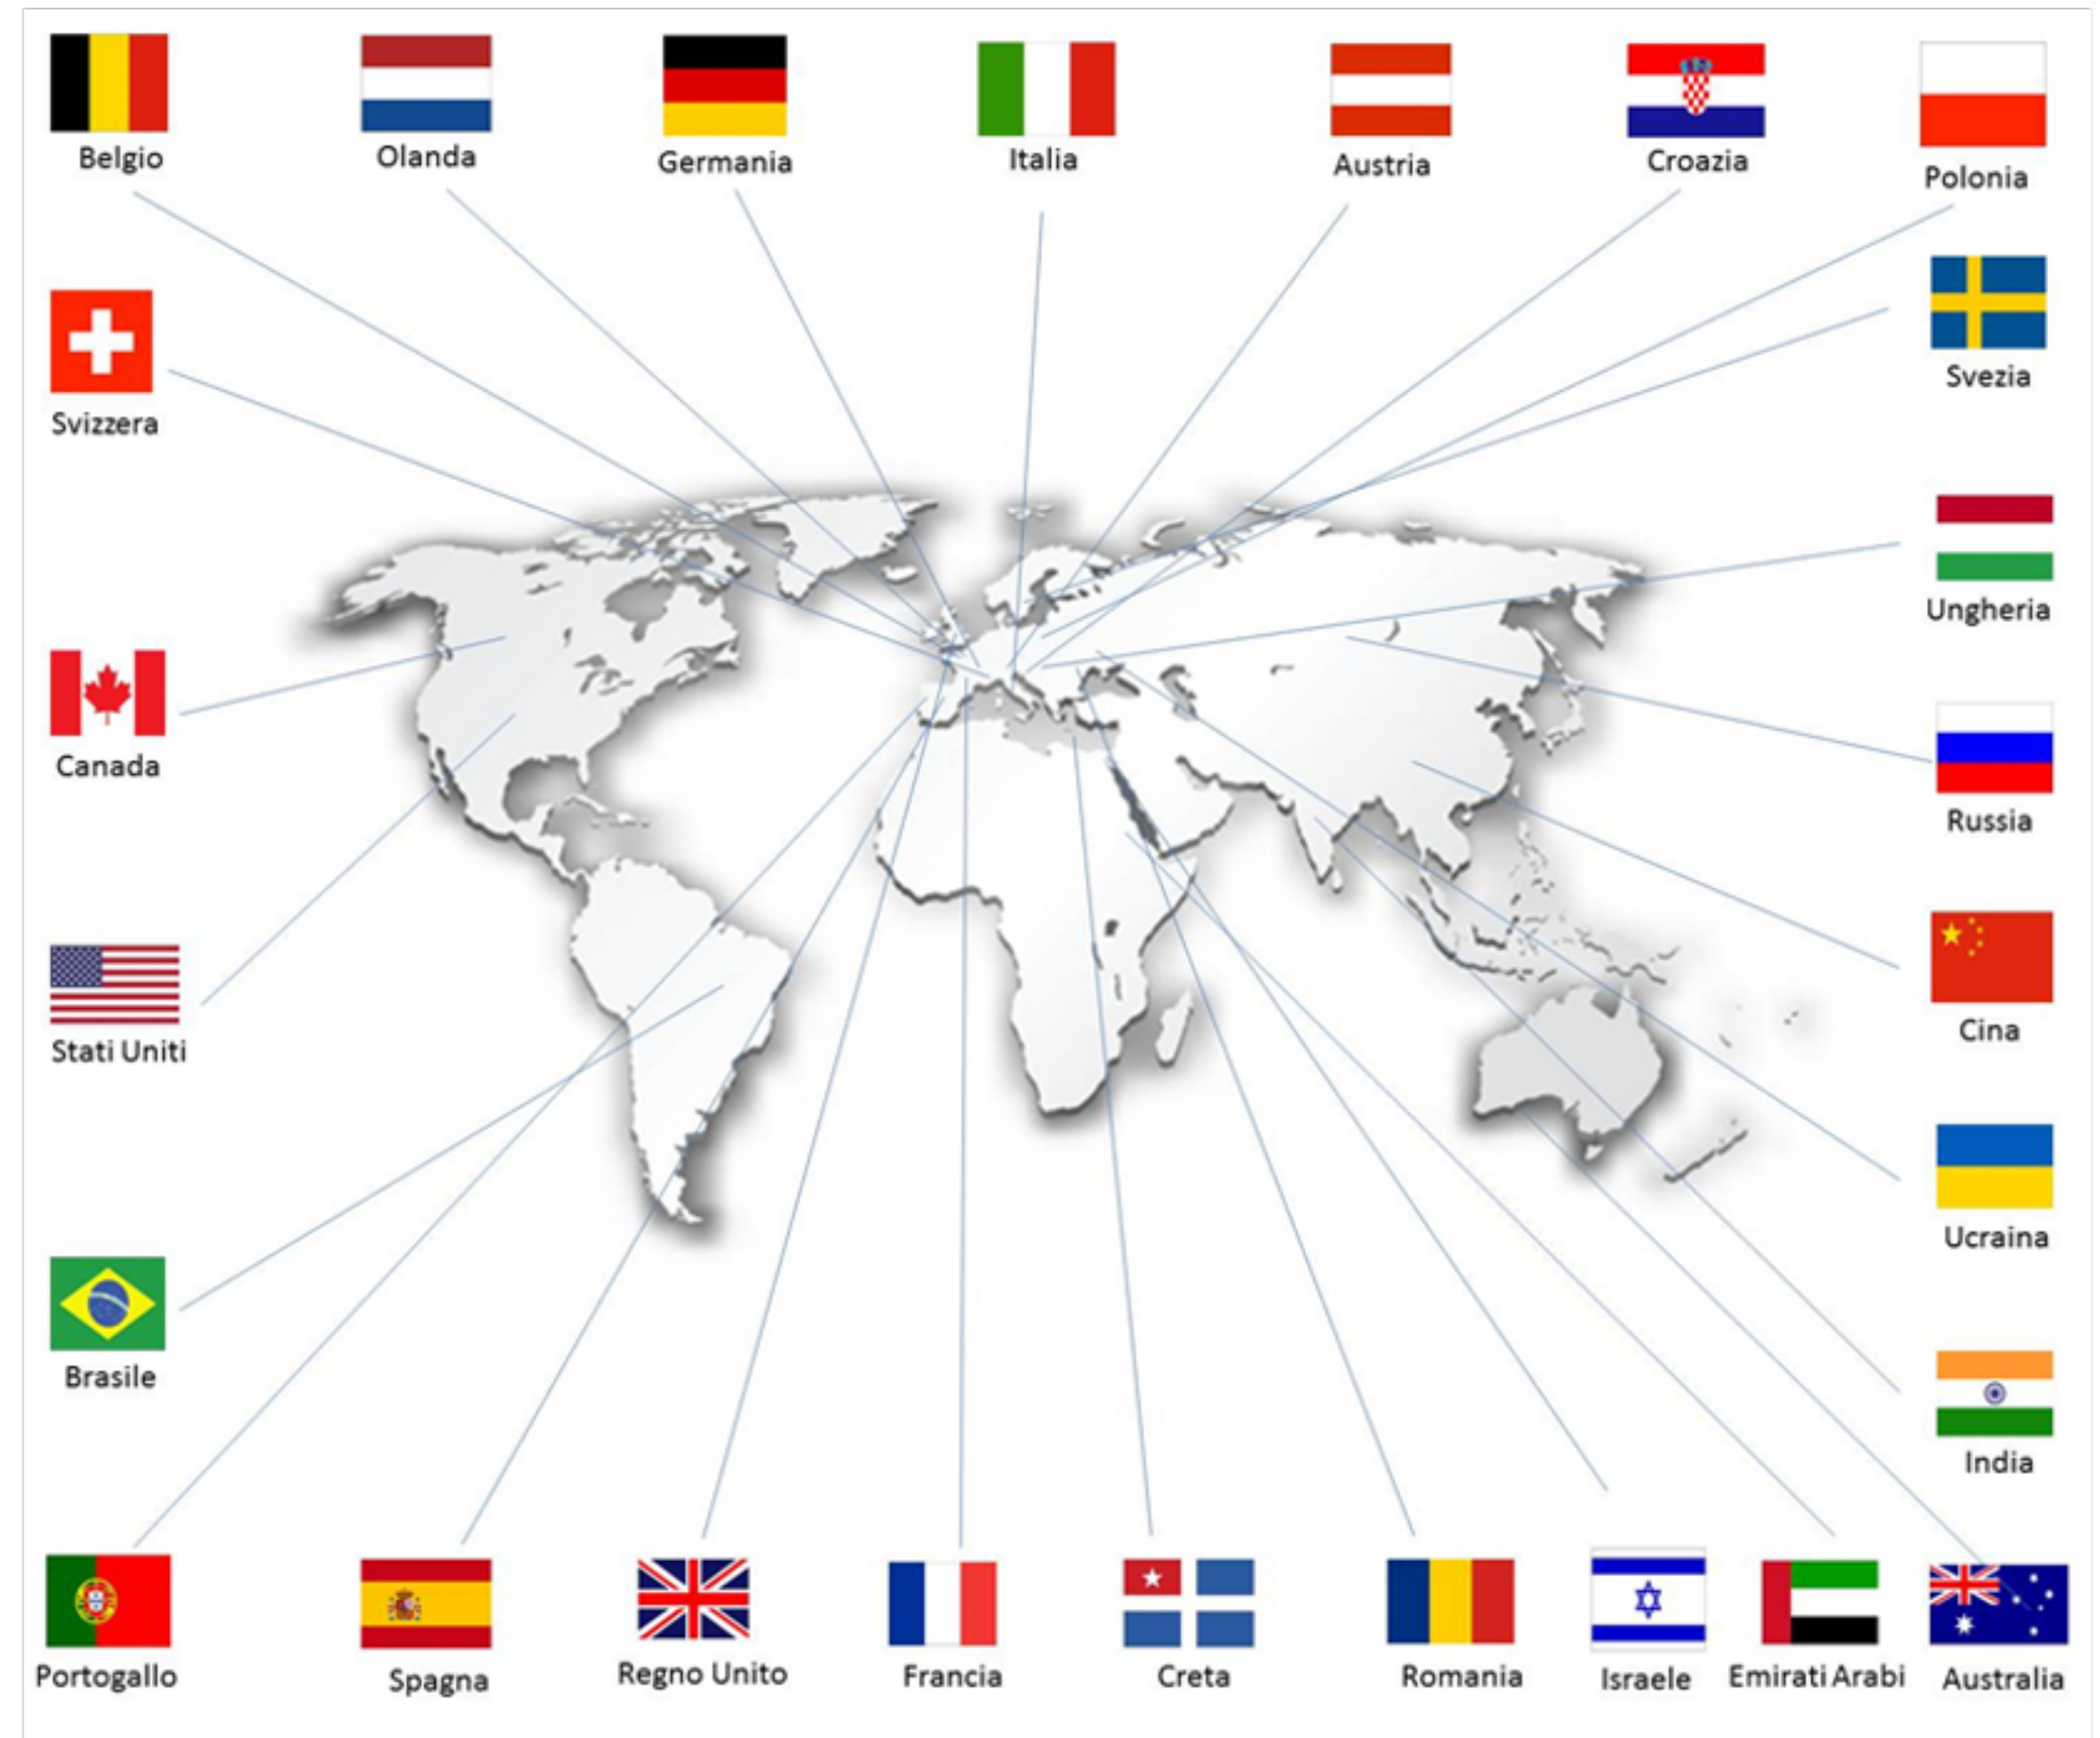 Belgio
Olanda
Germania
Italia
Austria
Croazia
Polonia
Svizzera
Svezia
Canada
Ungheria
Stati Uniti
Russia
Brasile
Cina
Ucraina
India
Portogallo
Spagna
Regno Unito
Francia
Creta
Romania
Israele
Emirati Arabi
Australia